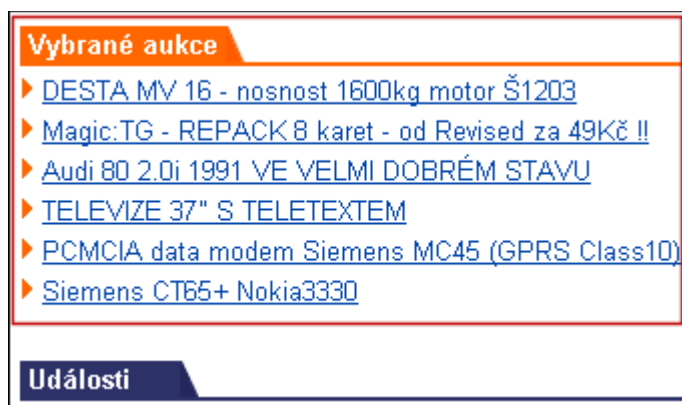 Vybrané aukce
DESTA MV 16 - nosnost 1600kg motor Š1203
Magic:TG - REPACK 8 karet - od Revised za 49Kč !!
Audi 80 2.0i 1991 VE VELMI DOBRÉM STAVU
TELEVIZE 37" S TELETEXTEM
PCMCIA data modem Siemens MC45 (GPRS Class10)
Siemens CT65+ Nokia3330
Události